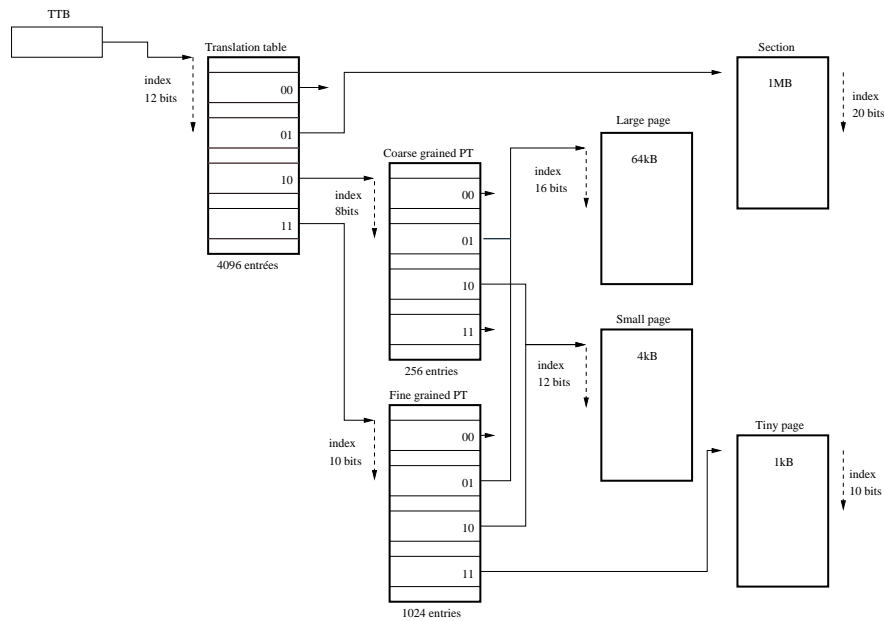 TTB
Translation table
index
12 bits
00
01
10
11
4096 entrées
Coarse grained PT
index
8bits
00
01
10
11
256 entries
Fine grained PT
index
10 bits
00
01
10
11
1024 entries
Large page
64kB
index
16 bits
Small page
4kB
index
12 bits
Section
1MB
index
20 bits
Tiny page
1kB
index
10 bits